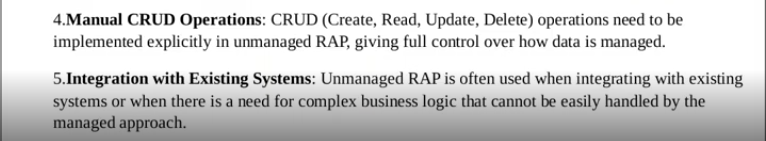 4.Manual CRUD Operations: CRUD (Create, Read, Update, Delete) operations need to be
implemented explicitly in unmanaged RAP, giving full control over how data is managed.
5.Integration with Existing Systems: Unmanaged RAP is often used when integrating with existing
systems or when there is a need for complex business logic that cannot be easily handled by the
managed approach.